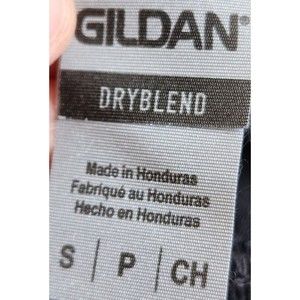 GILDAN®
DRYBLEND
Made in Honduras
Fabriqué au Honduras
Hecho en Honduras
S | P | CH